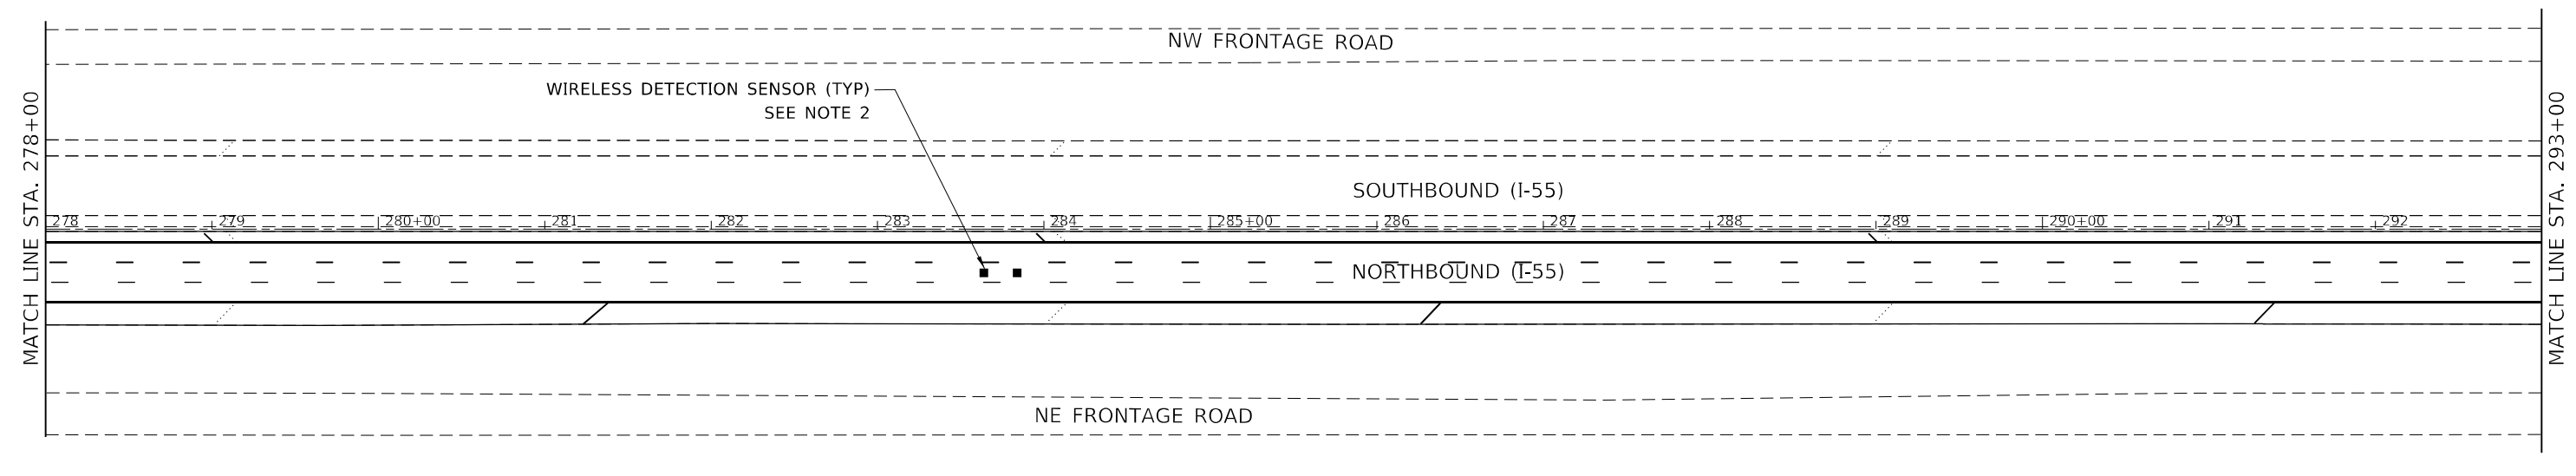 NW FRONTAGE ROAD
WIRELESS DETECTION SENSOR (TYP)
SEE NOTE 2
MATCH LINE STA. 278+00
MATCH LINE STA. 293+00
SOUTHBOUND (I-55)
278 279 280+00 281 282 283 284 285+00 286 287 288 289 290+00 291 292
NORTHBOUND (I-55)
NE FRONTAGE ROAD